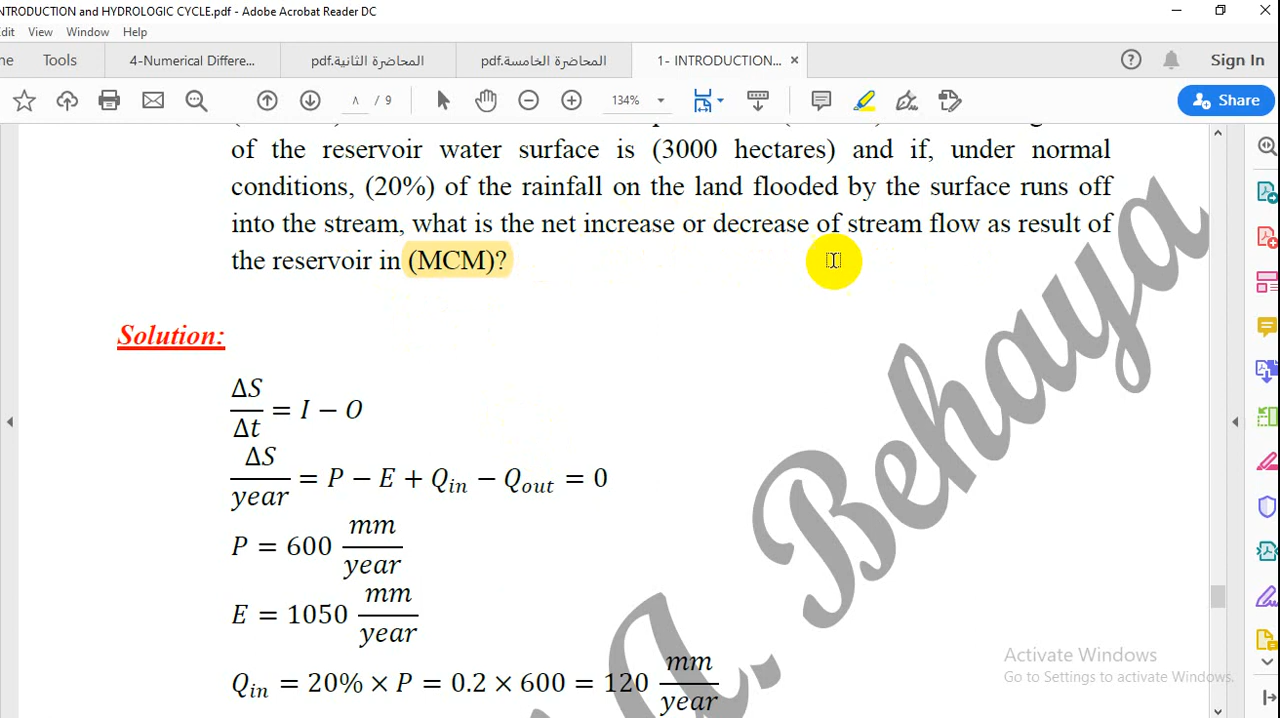 NTRODUCTION and HYDROLOGIC CYCLE.pdf - Adobe Acrobat Reader DC
dit View Window Help
ne Tools 4-Numerical Differe... المحاضرة الثانية.pdf المحاضرة الخامسة.pdf 1- INTRODUCTION... × Sign In
٨ / 9 134% Share
of the reservoir water surface is (3000 hectares) and if, under normal
conditions, (20%) of the rainfall on the land flooded by the surface runs off
into the stream, what is the net increase or decrease of stream flow as result of
the reservoir in (MCM)?
Solution:
ΔS/Δt = I − O
ΔS/year = P − E + Q_in − Q_out = 0
P = 600 mm/year
E = 1050 mm/year
Q_in = 20% × P = 0.2 × 600 = 120 mm/year
A. Behaya
Activate Windows
Go to Settings to activate Windows.